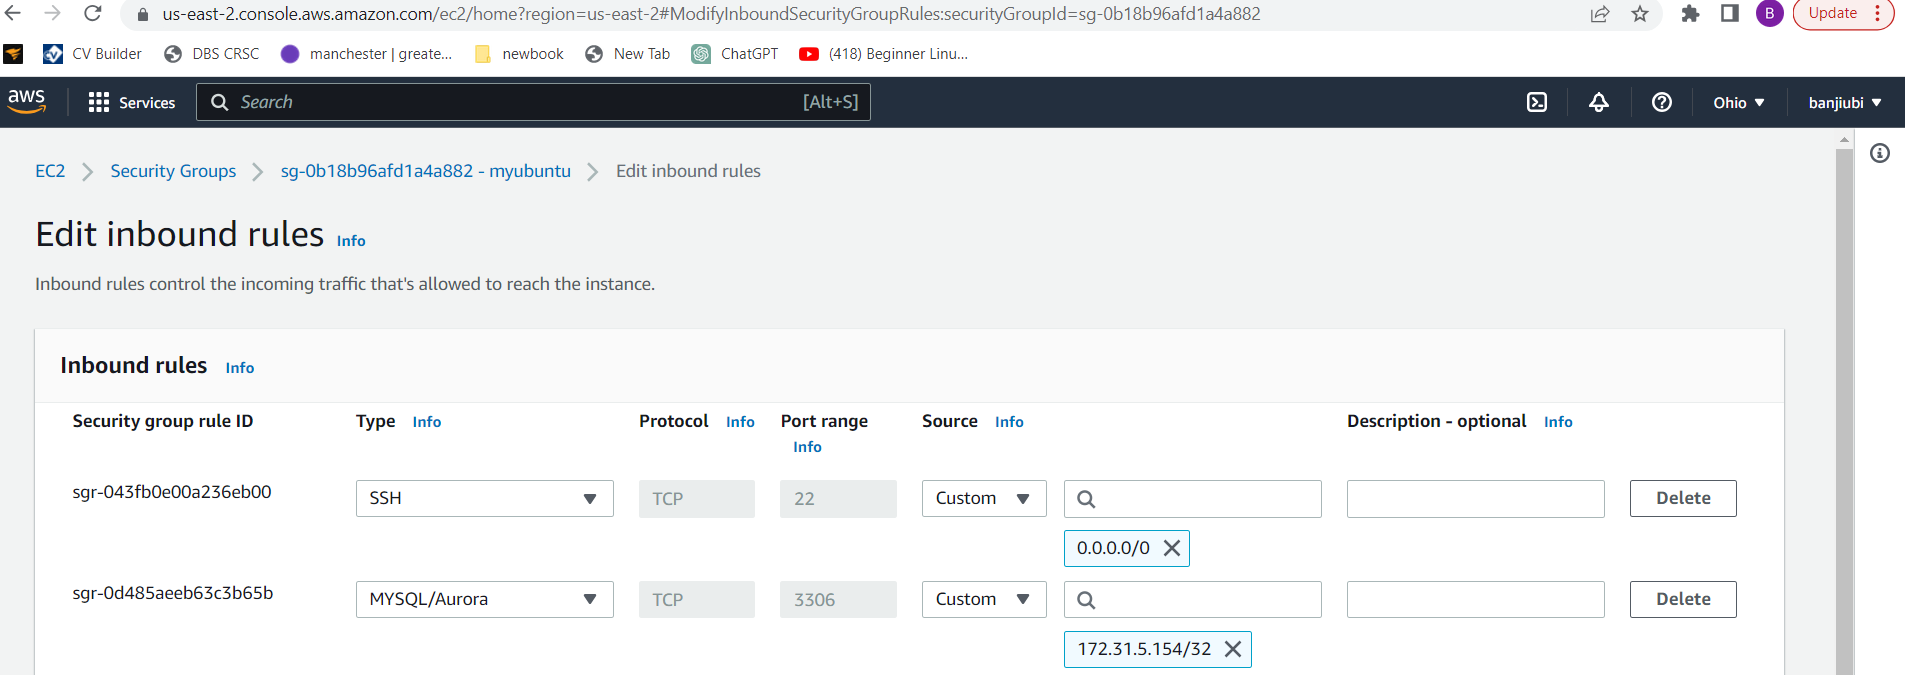 us-east-2.console.aws.amazon.com/ec2/home?region=us-east-2#ModifyInboundSecurityGroupRules:securityGroupId=sg-0b18b96afd1a4a882
B
Update
CV Builder
DBS CRSC
manchester | greate...
newbook
New Tab
ChatGPT
(418) Beginner Linu...
aws
Services
Search
[Alt+S]
Ohio
banjiubi
EC2
Security Groups
sg-0b18b96afd1a4a882 - myubuntu
Edit inbound rules
Edit inbound rules Info
Inbound rules control the incoming traffic that's allowed to reach the instance.
Inbound rules Info
Security group rule ID
Type Info
Protocol Info
Port range
Info
Source Info
Description - optional Info
sgr-043fb0e00a236eb00
SSH
TCP
22
Custom
Delete
0.0.0.0/0
sgr-0d485aeeb63c3b65b
MYSQL/Aurora
TCP
3306
Custom
Delete
172.31.5.154/32